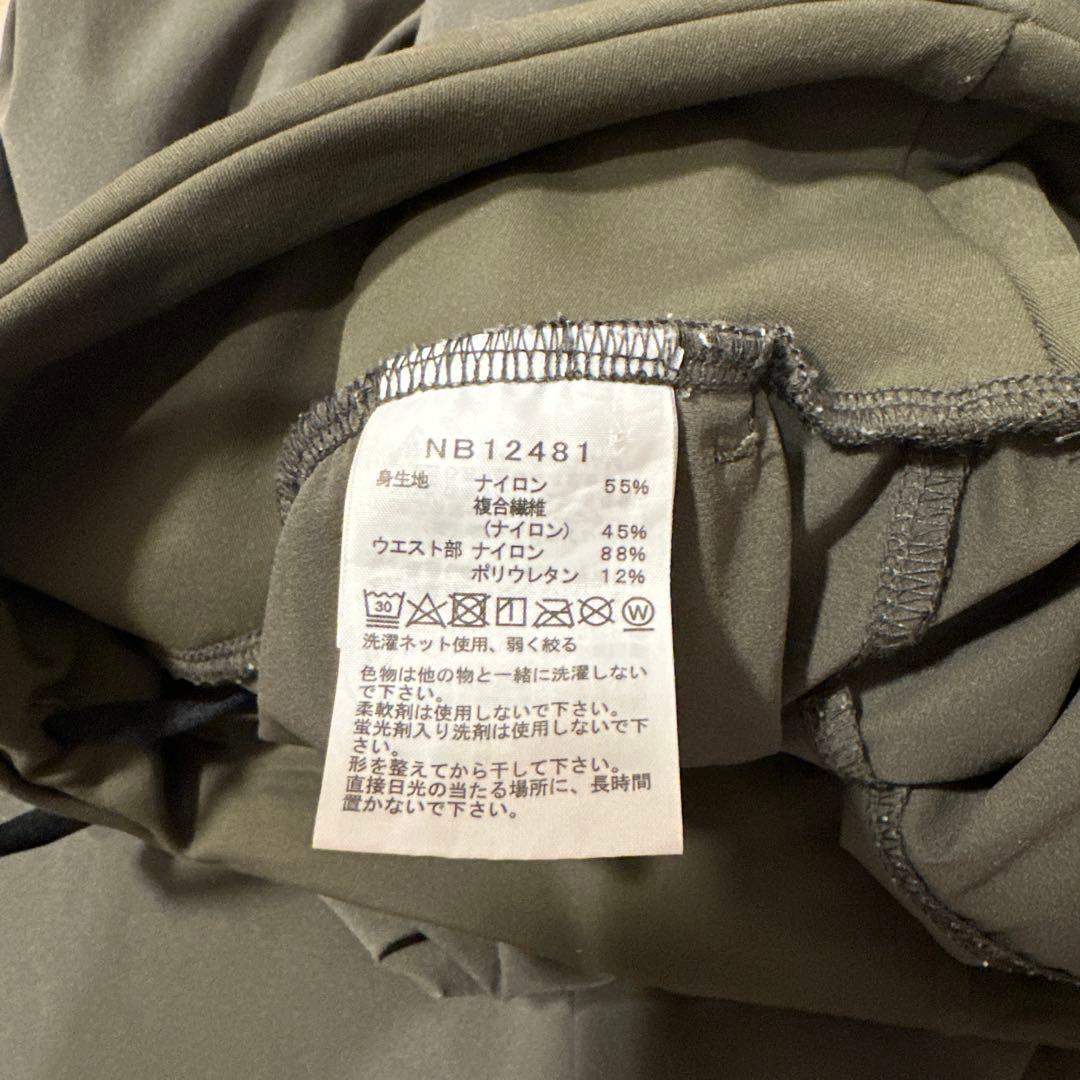 NB12481
身生地 ナイロン 55%
複合繊維
(ナイロン) 45%
ウエスト部 ナイロン 88%
ポリウレタン 12%
30 W
洗濯ネット使用、弱く絞る
色物は他の物と一緒に洗濯しない
で下さい。
柔軟剤は使用しないで下さい。
蛍光剤入り洗剤は使用しないで下
さい。
形を整えてから干して下さい。
直接日光の当たる場所に、長時間
置かないで下さい。